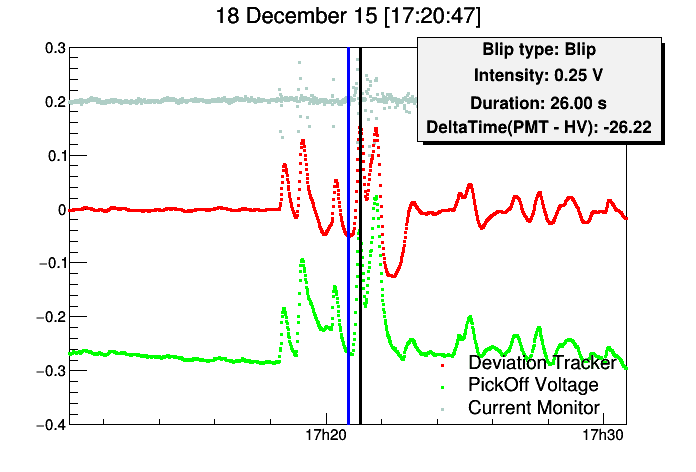 18 December 15 [17:20:47]
Blip type: Blip
Intensity: 0.25 V
Duration: 26.00 s
DeltaTime(PMT - HV): -26.22
0.3
0.2
0.1
0
−0.1
−0.2
−0.3
−0.4
Deviation Tracker
PickOff Voltage
Current Monitor
17h20
17h30